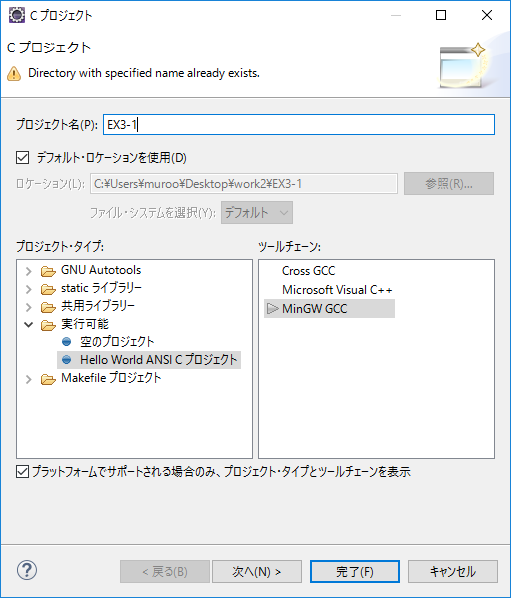 C プロジェクト
C プロジェクト
Directory with specified name already exists.
プロジェクト名(P): EX3-1
デフォルト・ロケーションを使用(D)
ロケーション(L): C:¥Users¥muroo¥Desktop¥work2¥EX3-1 参照(R)...
ファイル・システムを選択(Y): デフォルト
プロジェクト・タイプ:
GNU Autotools
static ライブラリー
共用ライブラリー
実行可能
空のプロジェクト
Hello World ANSI C プロジェクト
Makefile プロジェクト
ツールチェーン:
Cross GCC
Microsoft Visual C++
MinGW GCC
プラットフォームでサポートされる場合のみ、プロジェクト・タイプとツールチェーンを表示
< 戻る(B) 次へ(N) > 完了(F) キャンセル